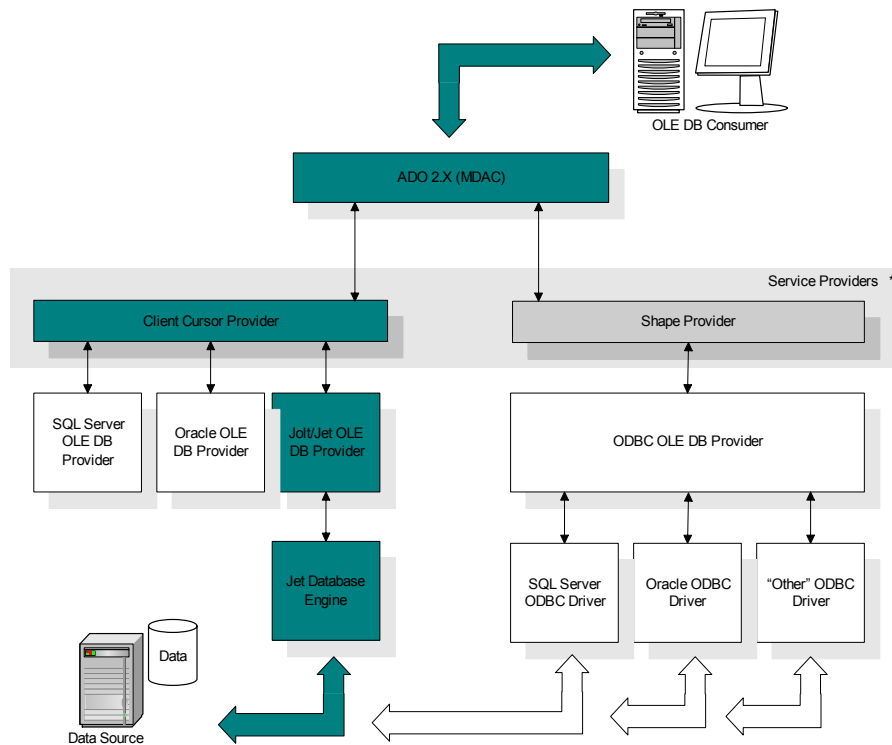 OLE DB Consumer
ADO 2.X (MDAC)
Service Providers *
Client Cursor Provider
Shape Provider
SQL Server
OLE DB
Provider
Oracle OLE
DB Provider
Jolt/Jet OLE
DB Provider
ODBC OLE DB Provider
Jet Database
Engine
SQL Server
ODBC Driver
Oracle ODBC
Driver
“Other” ODBC
Driver
Data
Data Source